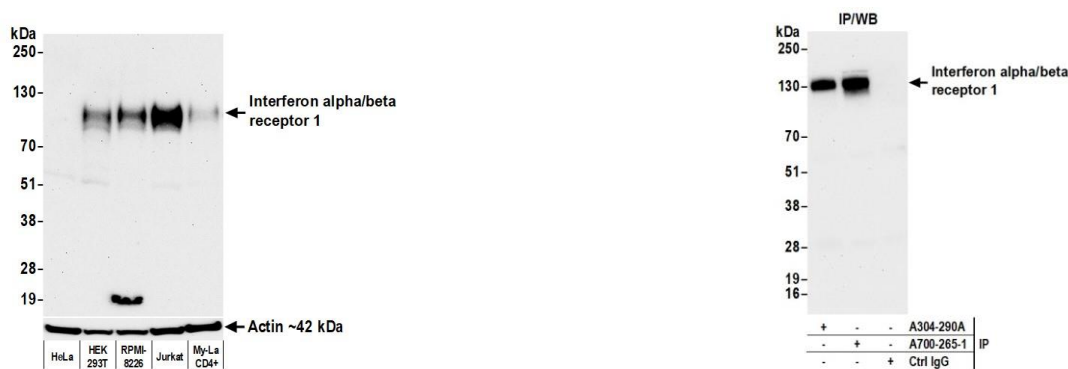 kDa
250-
130-
70-
51-
38-
28-
19-
Interferon alpha/beta
receptor 1
Actin ~42 kDa
HeLa
HEK
293T
RPMI-
8226
Jurkat
My-La
CD4+
IP/WB
kDa
250-
130-
70-
51-
38-
28-
19-
16-
Interferon alpha/beta
receptor 1
+ - - A304-290A
- + - A700-265-1
- - + Ctrl IgG
IP